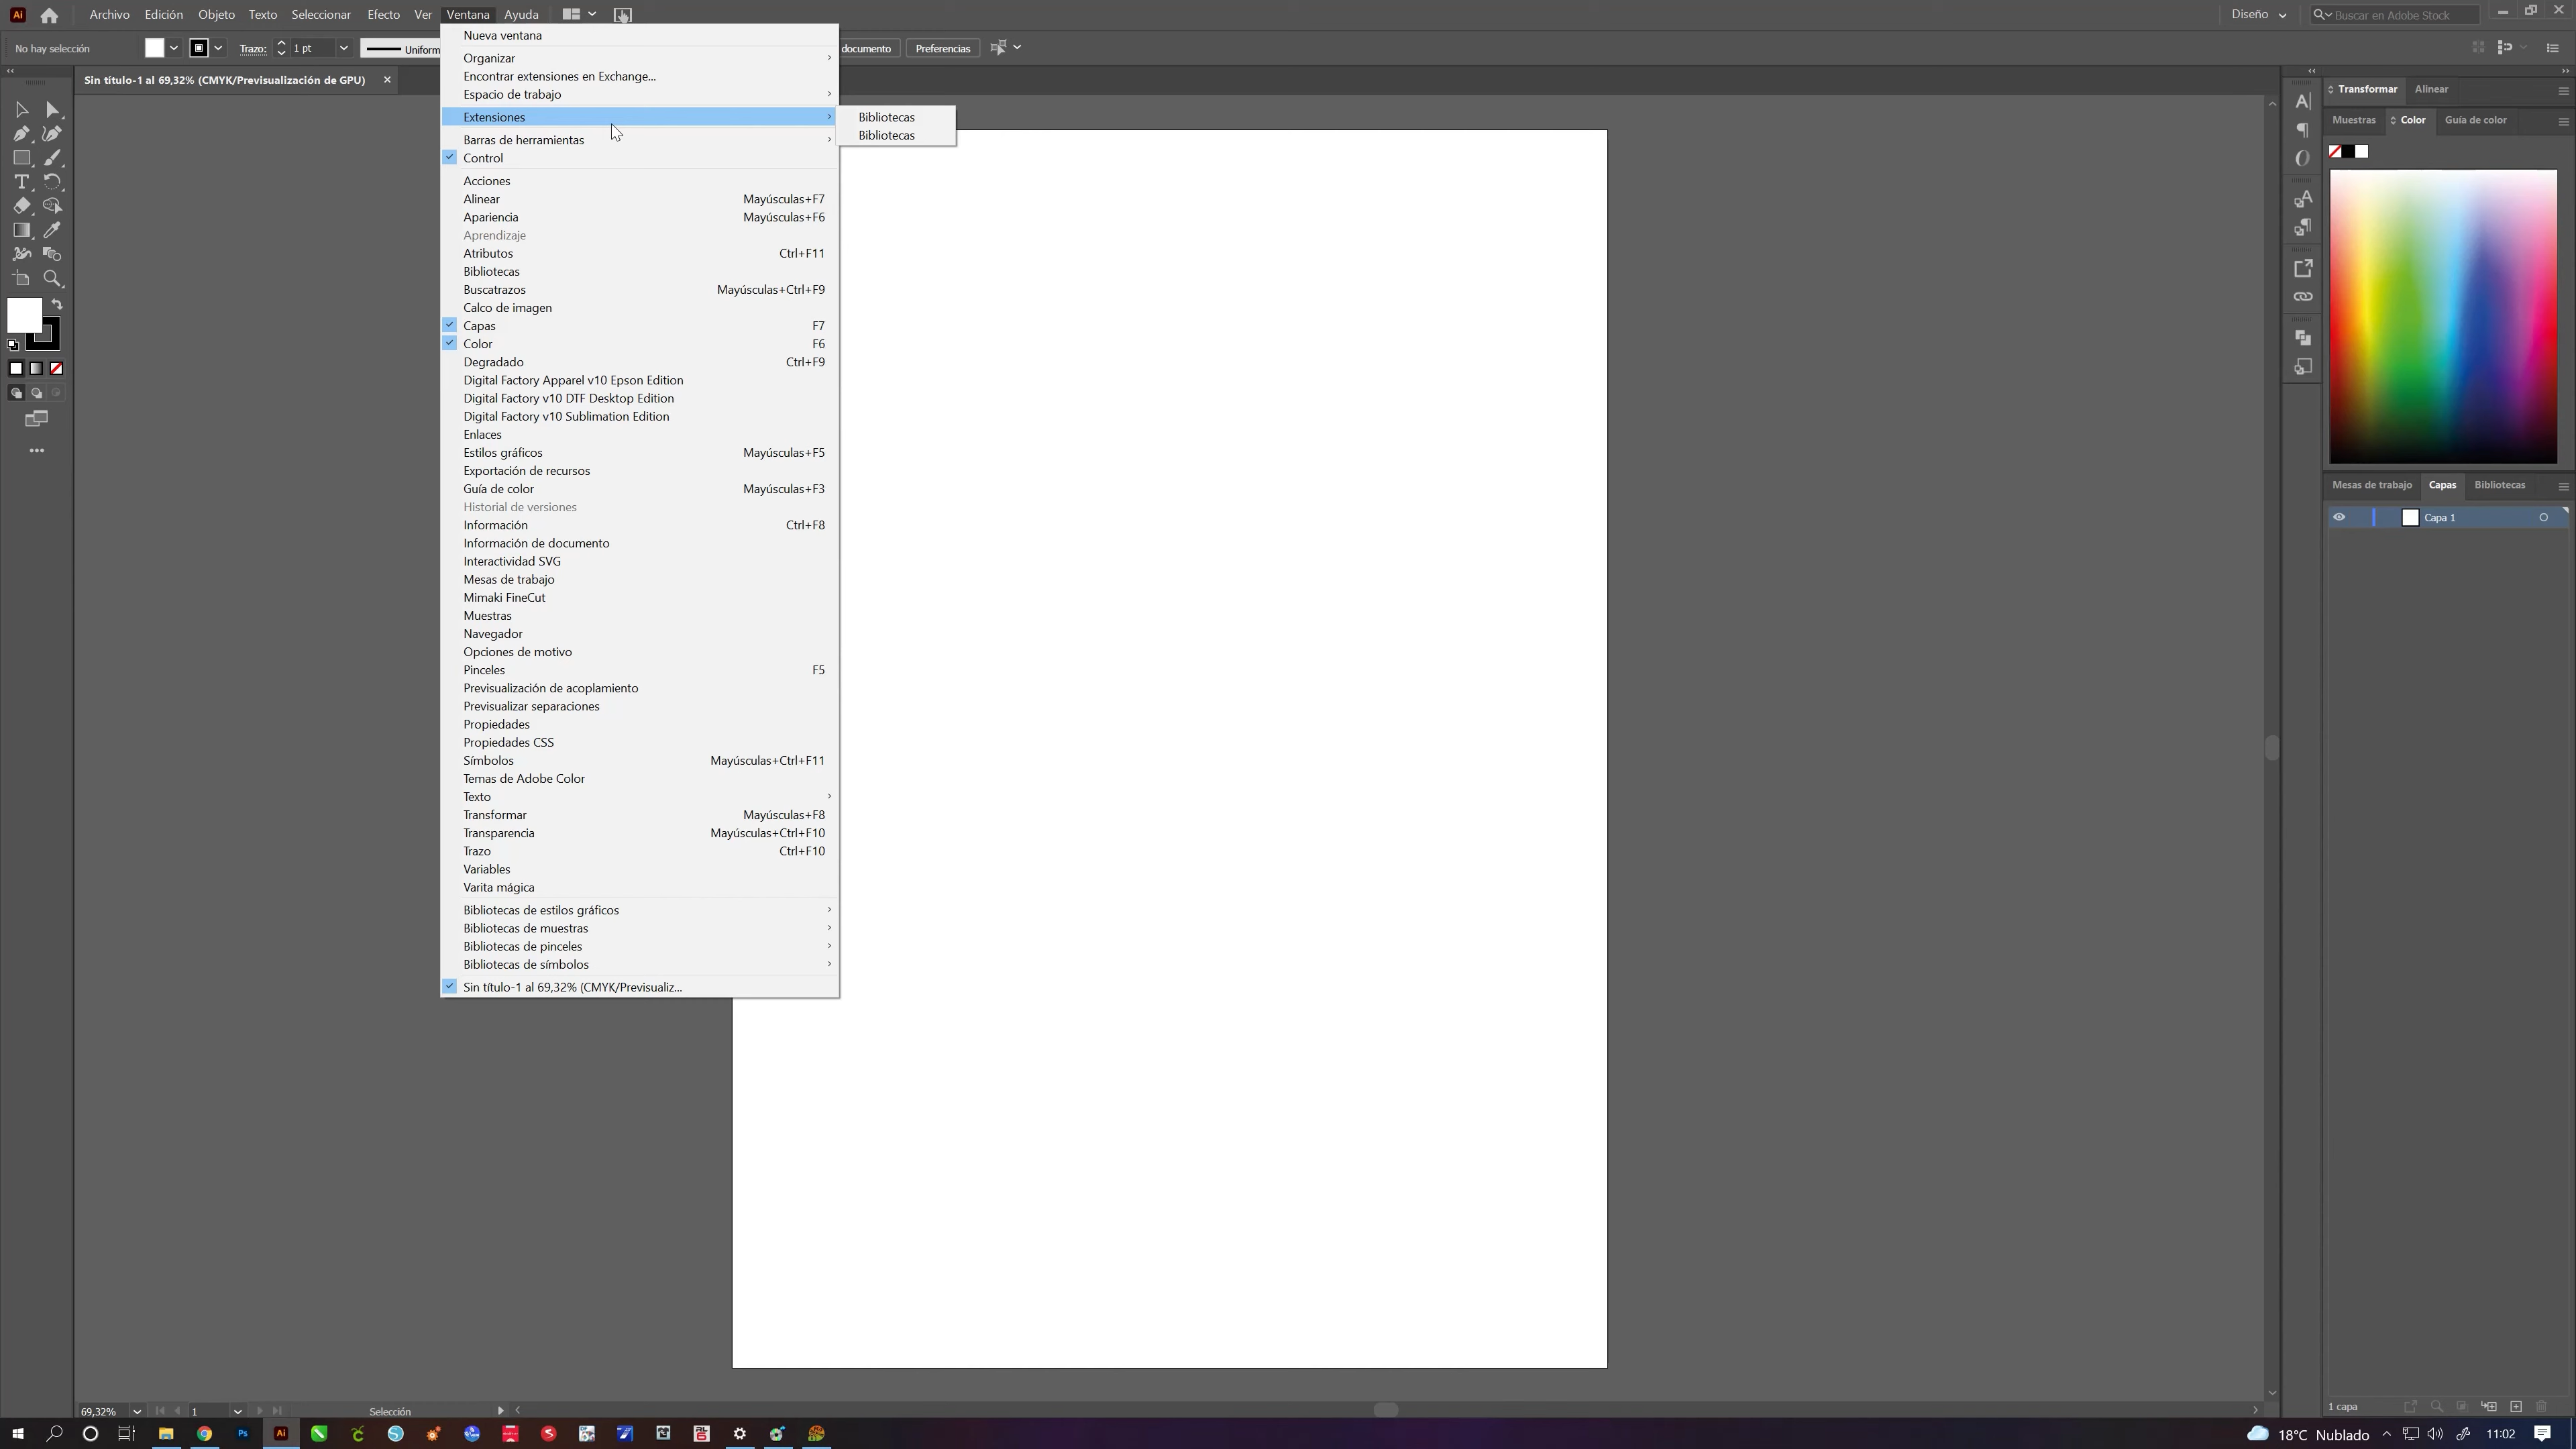 Ai Archivo Edición Objeto Texto Seleccionar Efecto Ver Ventana Ayuda Diseño Buscar en Adobe Stock
No hay selección Trazo: 1 pt Uniform documento Preferencias
Sin título-1 al 69,32% (CMYK/Previsualización de GPU)
Nueva ventana
Organizar
Encontrar extensiones en Exchange...
Espacio de trabajo
Extensiones
Bibliotecas
Bibliotecas
Barras de herramientas
Control
Acciones
Alinear Mayúsculas+F7
Apariencia Mayúsculas+F6
Aprendizaje
Atributos Ctrl+F11
Bibliotecas
Buscatrazos Mayúsculas+Ctrl+F9
Calco de imagen
Capas F7
Color F6
Degradado Ctrl+F9
Digital Factory Apparel v10 Epson Edition
Digital Factory v10 DTF Desktop Edition
Digital Factory v10 Sublimation Edition
Enlaces
Estilos gráficos Mayúsculas+F5
Exportación de recursos
Guía de color Mayúsculas+F3
Historial de versiones
Información Ctrl+F8
Información de documento
Interactividad SVG
Mesas de trabajo
Mimaki FineCut
Muestras
Navegador
Opciones de motivo
Pinceles F5
Previsualización de acoplamiento
Previsualizar separaciones
Propiedades
Propiedades CSS
Símbolos Mayúsculas+Ctrl+F11
Temas de Adobe Color
Texto
Transformar Mayúsculas+F8
Transparencia Mayúsculas+Ctrl+F10
Trazo Ctrl+F10
Variables
Varita mágica
Bibliotecas de estilos gráficos
Bibliotecas de muestras
Bibliotecas de pinceles
Bibliotecas de símbolos
Sin título-1 al 69,32% (CMYK/Previsualiz...
Transformar Alinear
Muestras Color Guía de color
Mesas de trabajo Capas Bibliotecas
Capa 1
1 capa
69,32% 1 Selección
Ps Ai 18°C Nublado 11:02